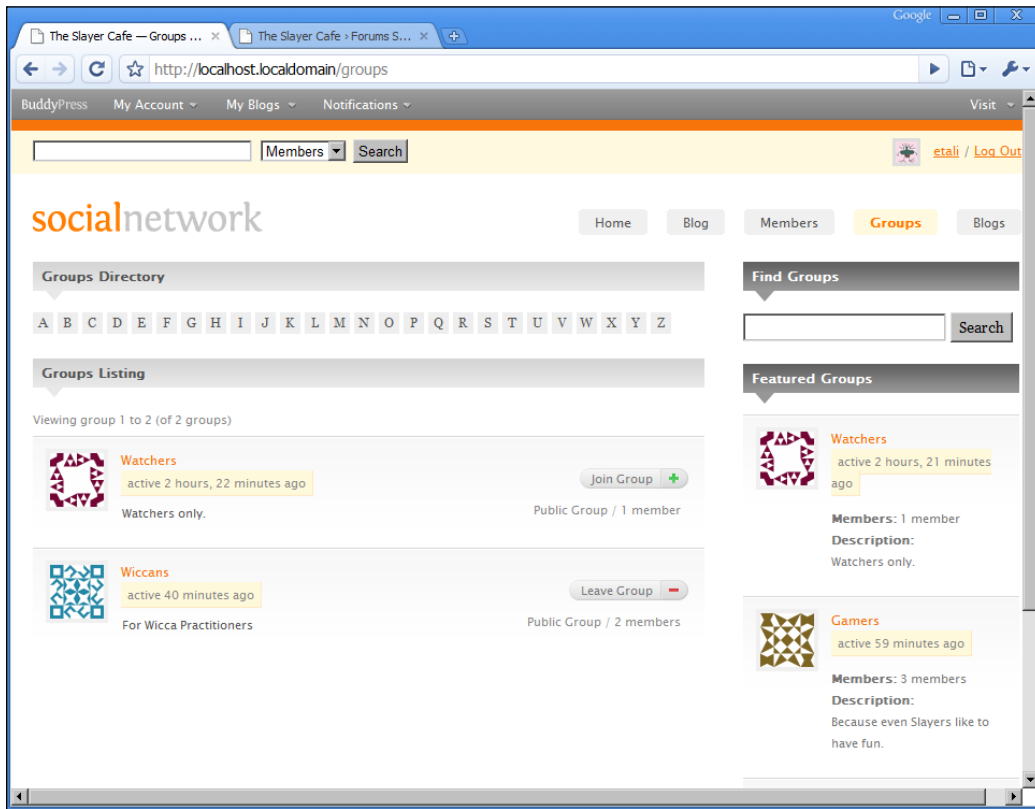 Google
The Slayer Cafe — Groups ...
The Slayer Cafe › Forums S...
http://localhost.localdomain/groups
BuddyPress My Account My Blogs Notifications Visit
Members Search etali / Log Out
socialnetwork
Home Blog Members Groups Blogs
Groups Directory
A B C D E F G H I J K L M N O P Q R S T U V W X Y Z
Groups Listing
Viewing group 1 to 2 (of 2 groups)
Watchers
active 2 hours, 22 minutes ago
Watchers only.
Join Group
Public Group / 1 member
Wiccans
active 40 minutes ago
For Wicca Practitioners
Leave Group
Public Group / 2 members
Find Groups
Search
Featured Groups
Watchers
active 2 hours, 21 minutes
ago
Members: 1 member
Description:
Watchers only.
Gamers
active 59 minutes ago
Members: 3 members
Description:
Because even Slayers like to
have fun.